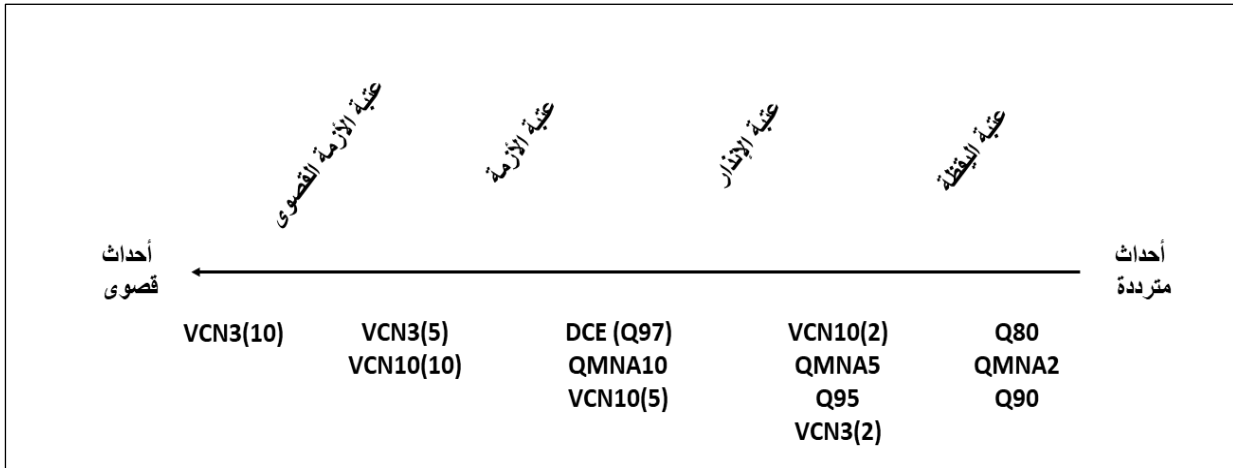 عتبة اليقظة
عتبة الإنذار
عتبة الأزمة
عتبة الأزمة القصوى
أحداث
مترددة
أحداث
قصوى
Q80
QMNA2
Q90
VCN10(2)
QMNA5
Q95
VCN3(2)
DCE (Q97)
QMNA10
VCN10(5)
VCN3(5)
VCN10(10)
VCN3(10)